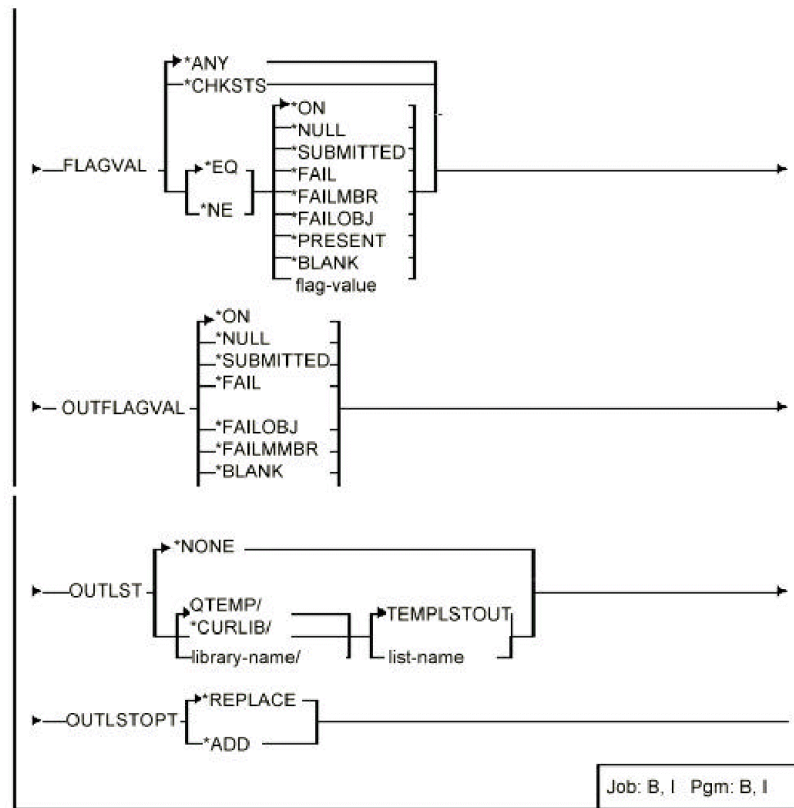 *ANY
*CHKSTS
*ON
*NULL
*SUBMITTED
FLAGVAL
*EQ
*FAIL
*NE
*FAILMBR
*FAILOBJ
*PRESENT
*BLANK
flag-value
*ON
*NULL
*SUBMITTED
*FAIL
OUTFLAGVAL
*FAILOBJ
*FAILMMBR
*BLANK
*NONE
OUTLST
QTEMP/
*CURLIB/
library-name/
TEMPLSTOUT
list-name
*REPLACE
OUTLSTOPT
*ADD
Job: B, I Pgm: B, I